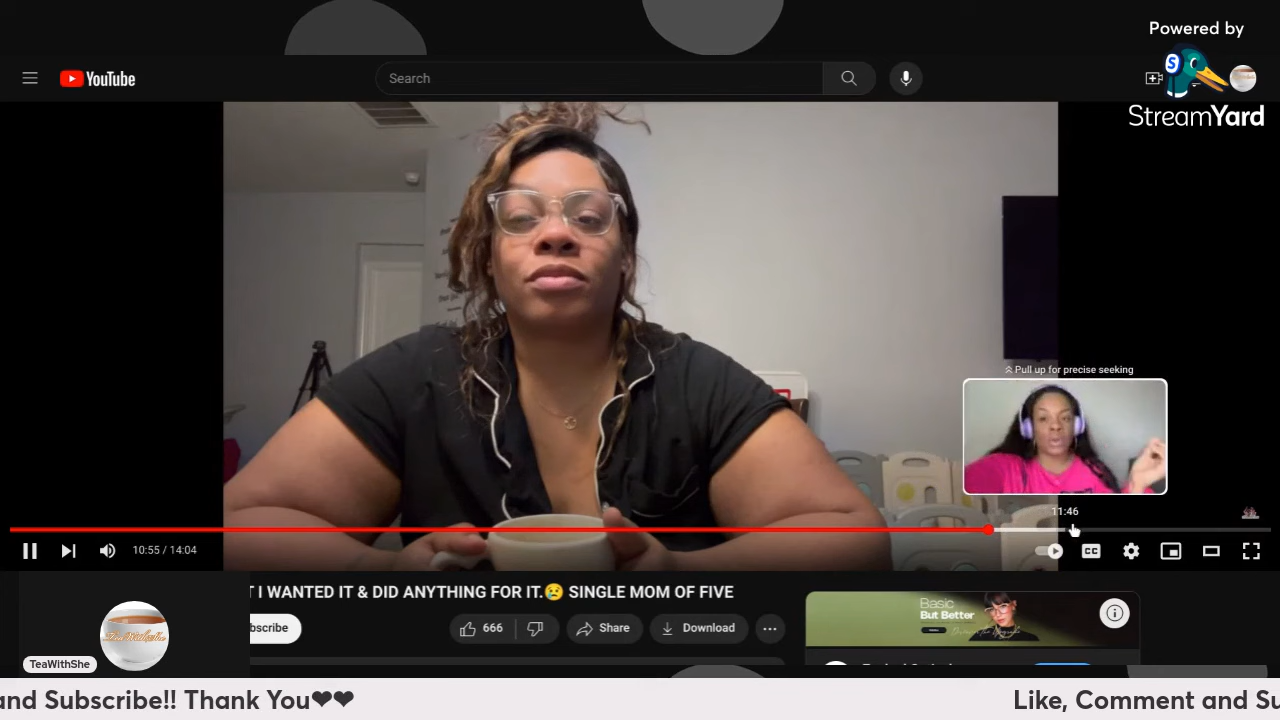 Powered by
YouTube
Search
S
StreamYard
Pull up for precise seeking
11:46
10:55 / 14:04
CC
T I WANTED IT & DID ANYTHING FOR IT.😢 SINGLE MOM OF FIVE
bscribe
666
Share
Download
Basic
But Better
TeaWithShe
TeaWithShe
and Subscribe!! Thank You❤❤
Like, Comment and Su